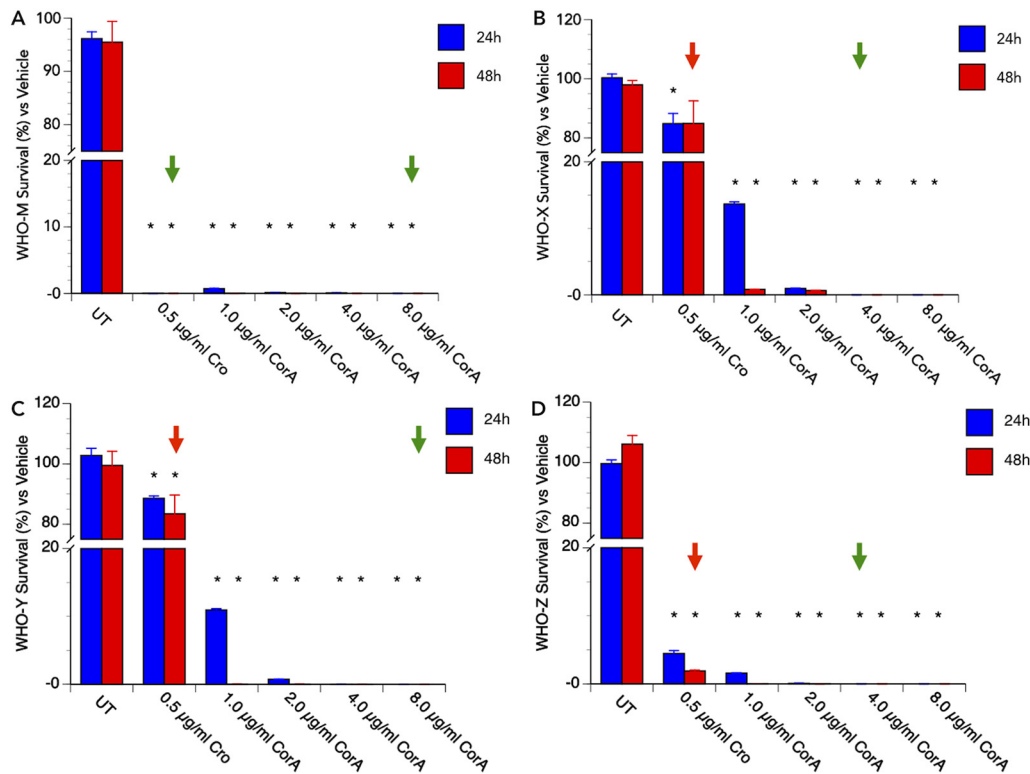 A
WHO-M Survival (%) vs Vehicle
100
90
80
20
10
-0
24h
48h
* * * * * * * * * *
UT
0.5 µg/ml Cro
1.0 µg/ml CorA
2.0 µg/ml CorA
4.0 µg/ml CorA
8.0 µg/ml CorA
B
WHO-X Survival (%) vs Vehicle
120
100
80
20
-0
24h
48h
*
* * * * * * * *
UT
0.5 µg/ml Cro
1.0 µg/ml CorA
2.0 µg/ml CorA
4.0 µg/ml CorA
8.0 µg/ml CorA
C
WHO-Y Survival (%) vs Vehicle
120
100
80
20
-0
24h
48h
* *
* * * * * * * *
UT
0.5 µg/ml Cro
1.0 µg/ml CorA
2.0 µg/ml CorA
4.0 µg/ml CorA
8.0 µg/ml CorA
D
WHO-Z Survival (%) vs Vehicle
120
100
80
20
-0
24h
48h
* * * * * * * * * *
UT
0.5 µg/ml Cro
1.0 µg/ml CorA
2.0 µg/ml CorA
4.0 µg/ml CorA
8.0 µg/ml CorA